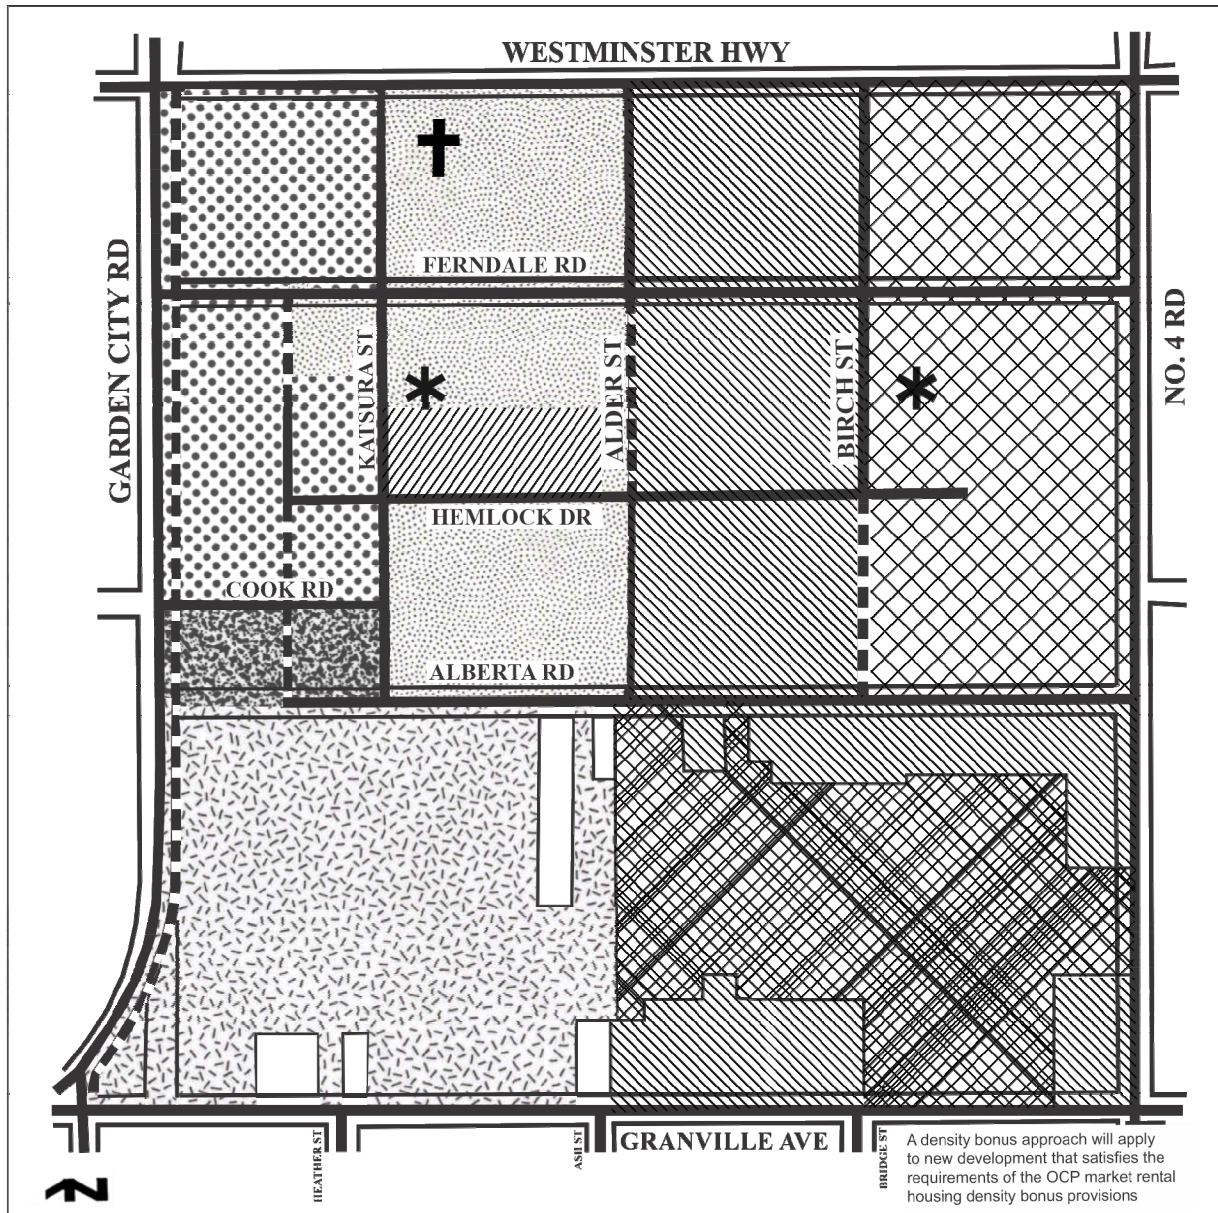 WESTMINSTER HWY
FERNDALE RD
GARDEN CITY RD
KATSURA ST
ALDER ST
BIRCH ST
NO. 4 RD
HEMLOCK DR
COOK RD
ALBERTA RD
HEATHER ST
ASH ST
GRANVILLE AVE
BRIDGE ST
A density bonus approach will apply
to new development that satisfies the
requirements of the OCP market rental
housing density bonus provisions
N